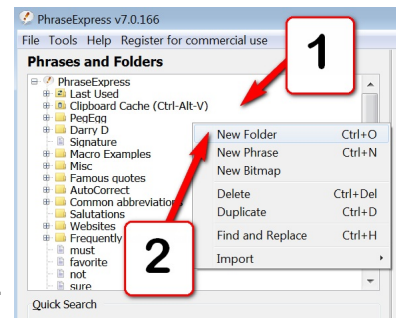 PhraseExpress v7.0.166
File Tools Help Register for commercial use
1
Phrases and Folders
PhraseExpress
Last Used
Clipboard Cache (Ctrl-Alt-V)
PegEgg
Darry D
Signature
Macro Examples
Misc
Famous quotes
AutoCorrect
Common abbreviations
Salutations
Websites
Frequently
must
favorite
not
sure
New Folder Ctrl+O
New Phrase Ctrl+N
New Bitmap
Delete Ctrl+Del
Duplicate Ctrl+D
Find and Replace Ctrl+H
Import
2
Quick Search